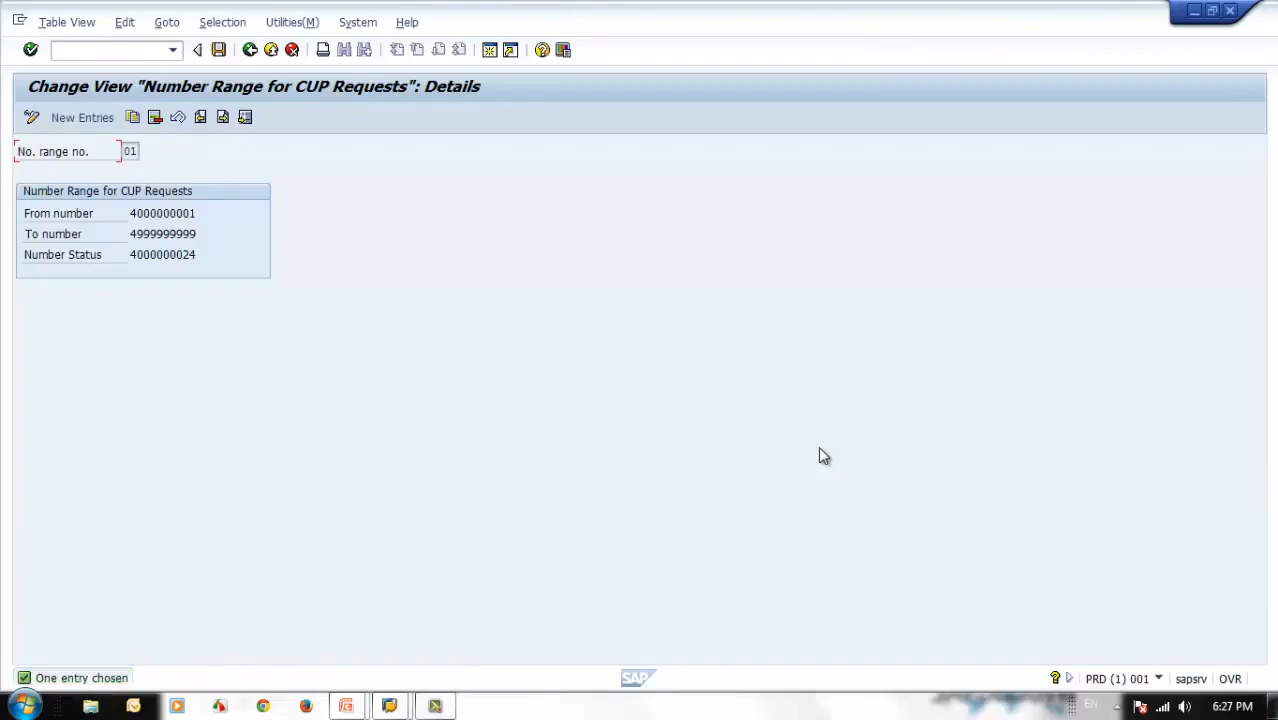 Table View Edit Goto Selection Utilities(M) System Help
Change View "Number Range for CUP Requests": Details
New Entries
No. range no. 01
Number Range for CUP Requests
From number 4000000001
To number 4999999999
Number Status 4000000024
One entry chosen
SAP
PRD (1) 001 sapsrv OVR
EN
6:27 PM